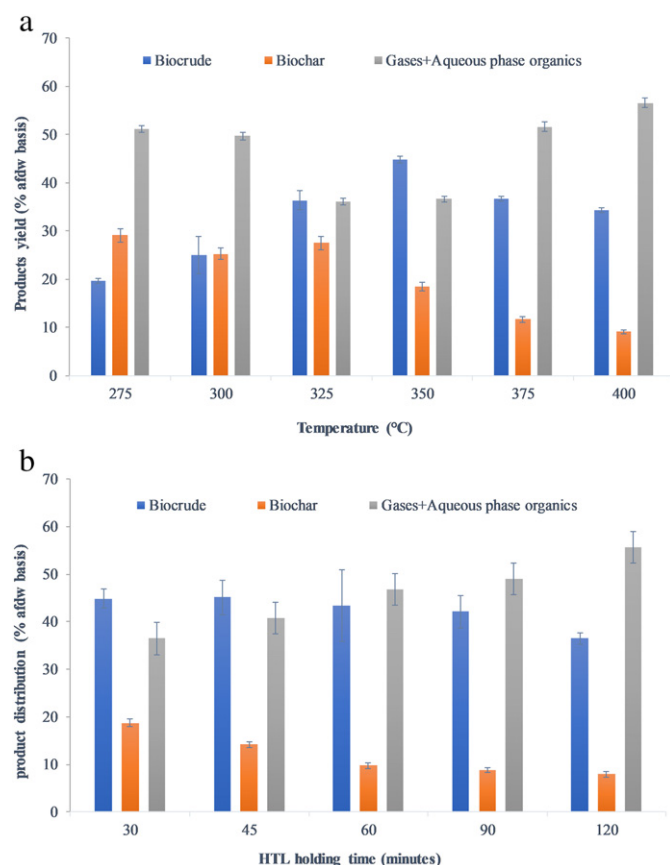 a
70
60
50
40
30
20
10
0
Products yield (% afdw basis)
Biocrude Biochar Gases+Aqueous phase organics
275 300 325 350 375 400
Temperature (°C)
b
70
60
50
40
30
20
10
0
product distribution (% afdw basis)
Biocrude Biochar Gases+Aqueous phase organics
30 45 60 90 120
HTL holding time (minutes)